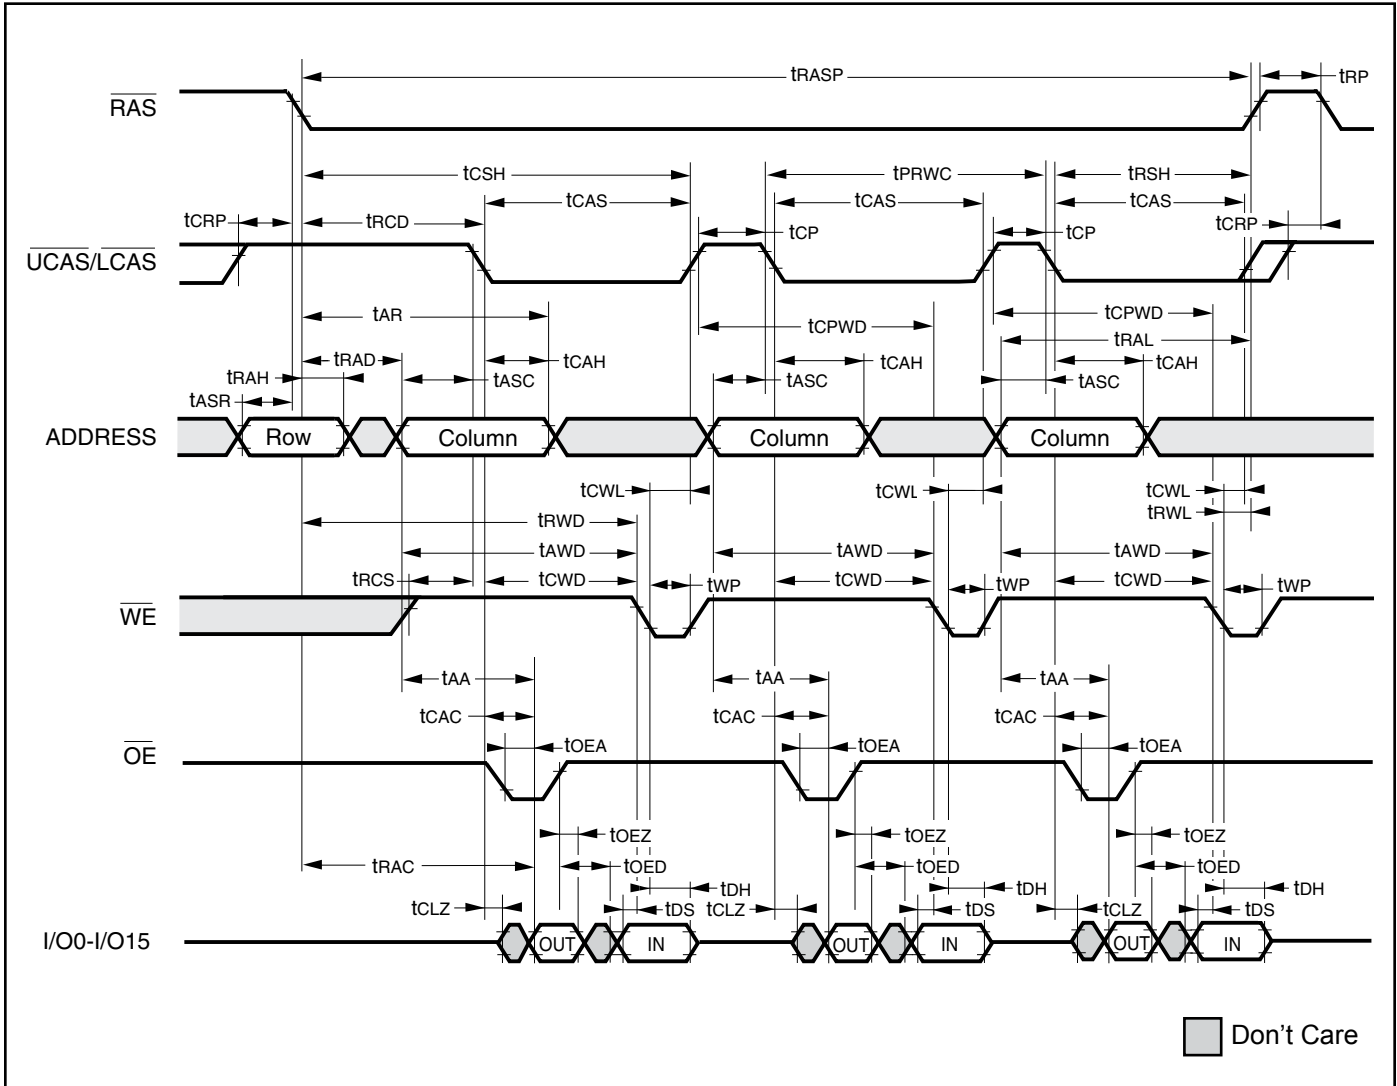 tRASP
tRP
RAS
tCSH
tPRWC
tRSH
tCAS
tCAS
tCAS
tCRP
tRCD
tCP
tCP
tCRP
UCAS/LCAS
tAR
tCPWD
tCPWD
tRAL
tRAD
tCAH
tCAH
tCAH
tRAH
tASC
tASC
tASC
tASR
ADDRESS
Row
Column
Column
Column
tCWL
tCWL
tCWL
tRWL
tRWD
tAWD
tAWD
tAWD
tRCS
tCWD
tWP
tCWD
tWP
tCWD
tWP
WE
tAA
tAA
tAA
tCAC
tCAC
tCAC
tOEA
tOEA
tOEA
OE
tOEZ
tOEZ
tOEZ
tRAC
tOED
tOED
tOED
tDH
tDH
tDH
tCLZ
tDS
tCLZ
tDS
tCLZ
tDS
I/O0-I/O15
OUT
IN
OUT
IN
OUT
IN
Don't Care